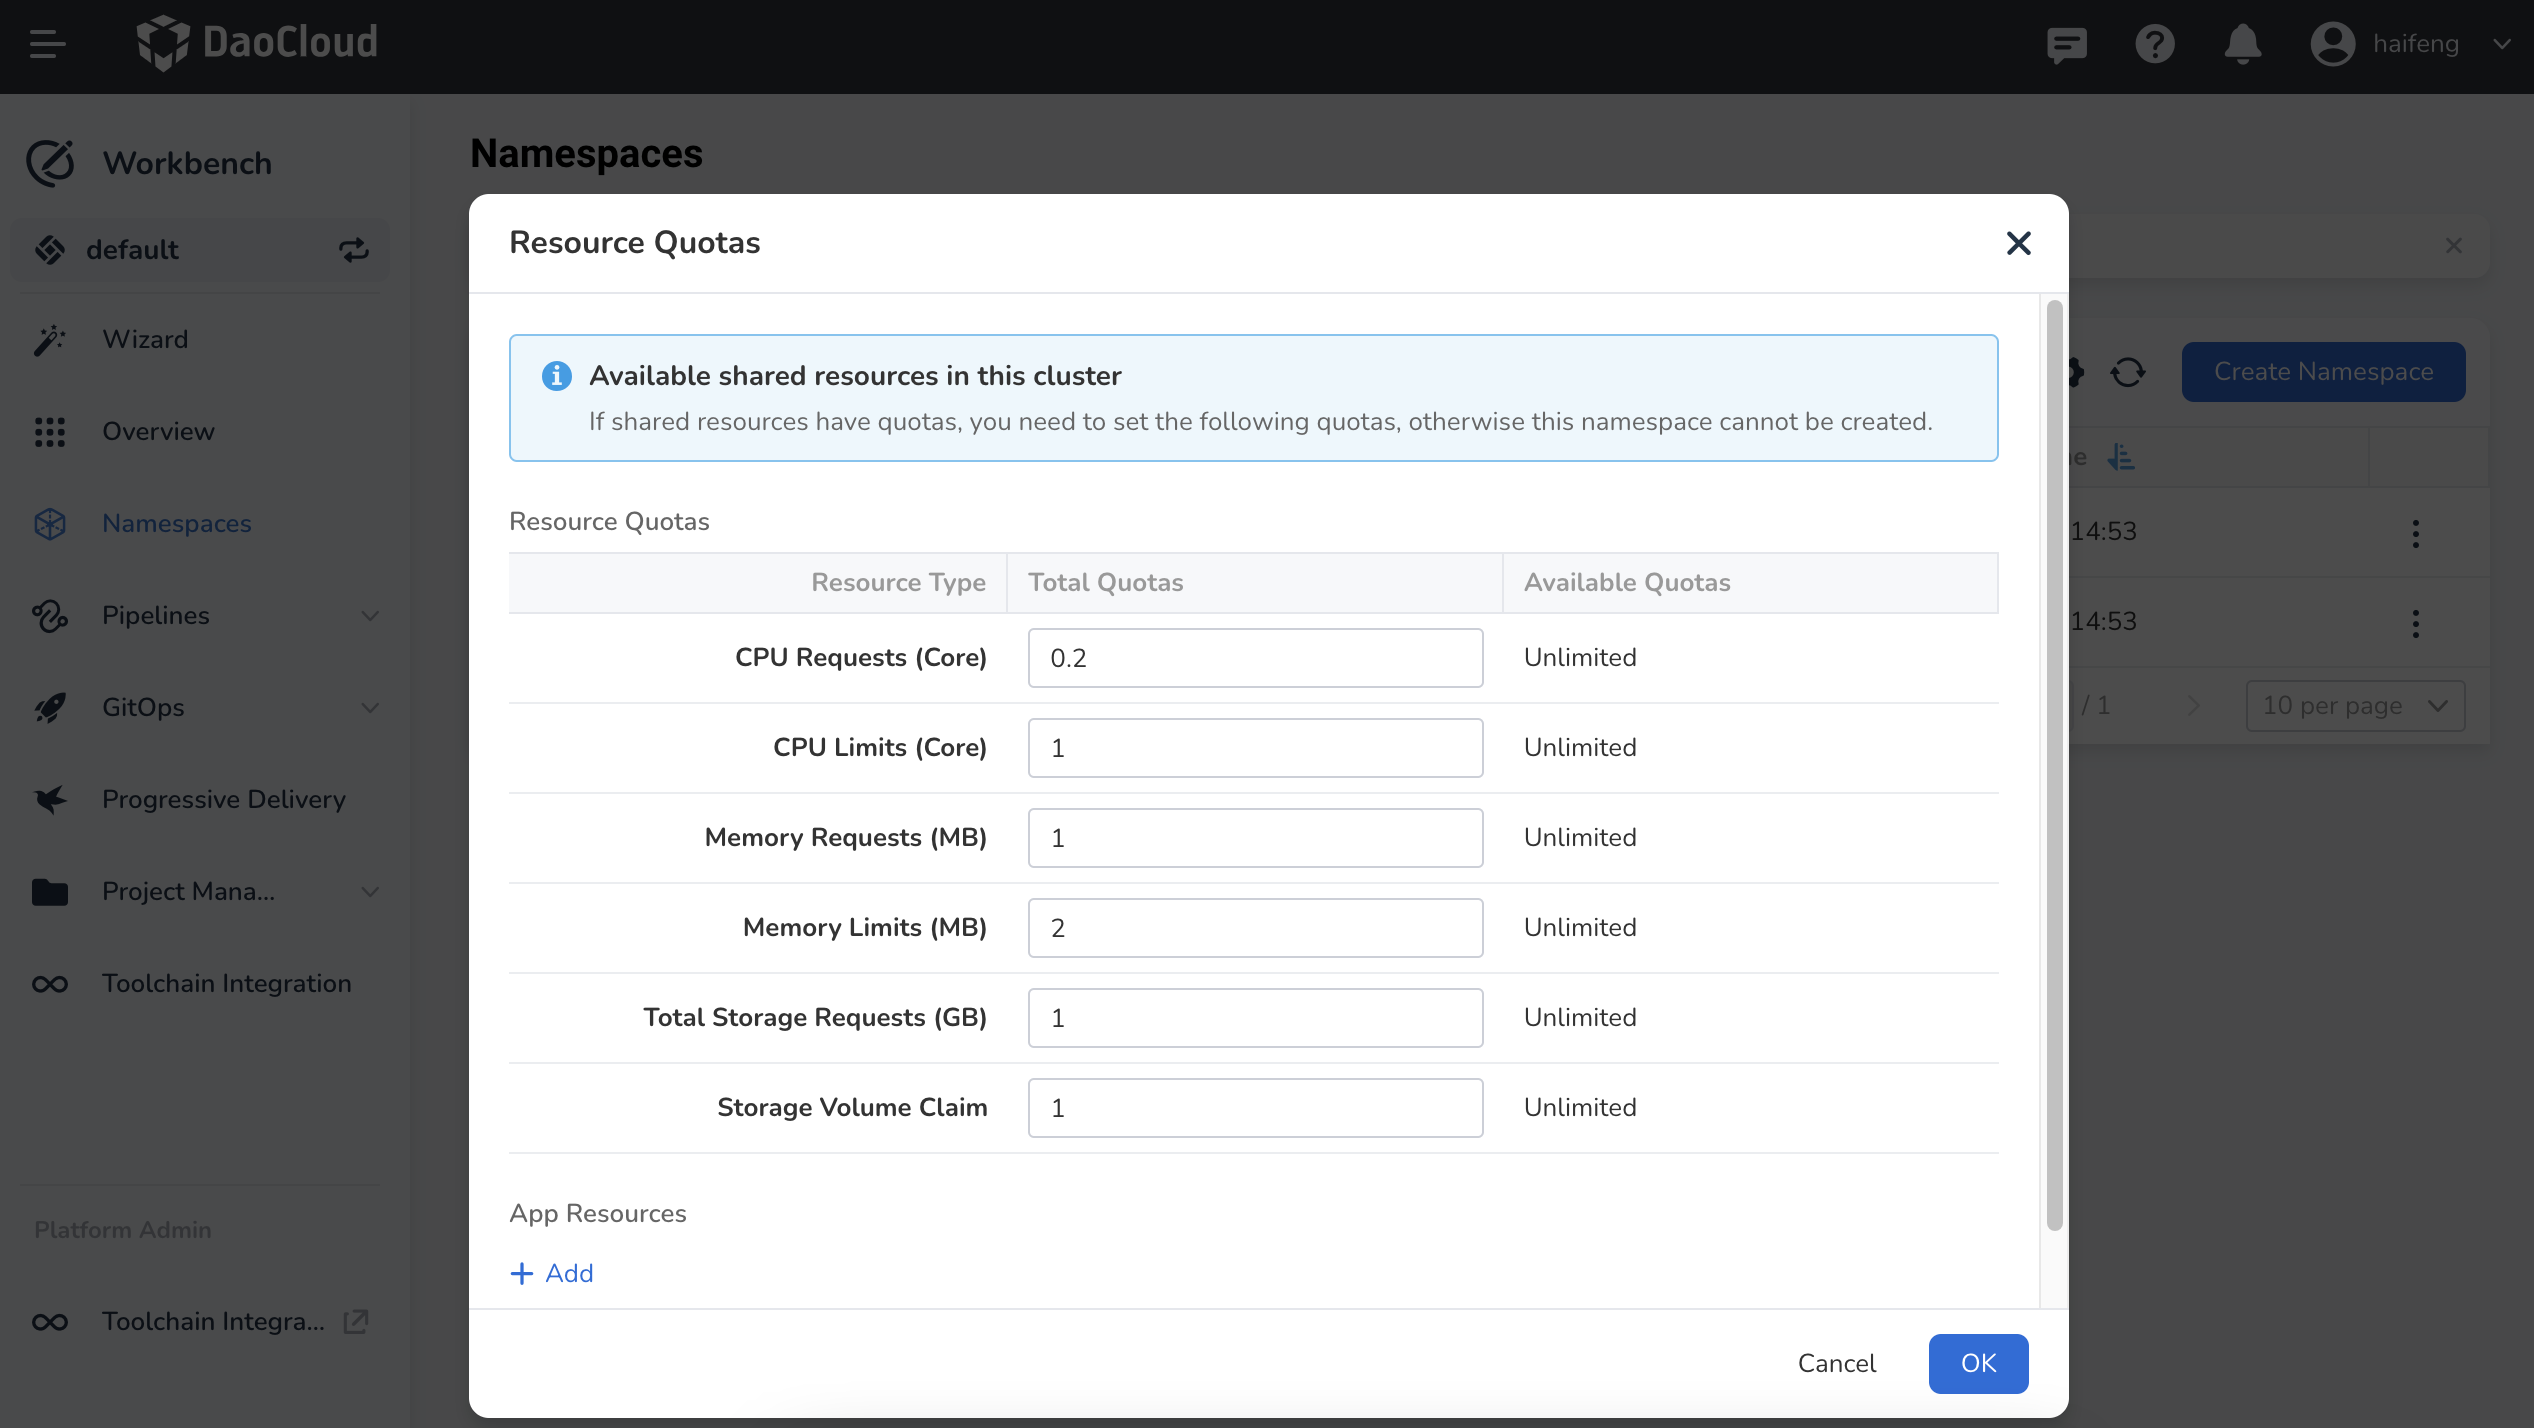 DaoCloud
haifeng
Workbench
default
Wizard
Overview
Namespaces
Pipelines
GitOps
Progressive Delivery
Project Mana...
Toolchain Integration
Platform Admin
Toolchain Integra...
Namespaces
Create Namespace
14:53
14:53
/ 1
10 per page
Resource Quotas
Available shared resources in this cluster
If shared resources have quotas, you need to set the following quotas, otherwise this namespace cannot be created.
Resource Quotas
Resource Type Total Quotas Available Quotas
CPU Requests (Core) 0.2 Unlimited
CPU Limits (Core) 1 Unlimited
Memory Requests (MB) 1 Unlimited
Memory Limits (MB) 2 Unlimited
Total Storage Requests (GB) 1 Unlimited
Storage Volume Claim 1 Unlimited
App Resources
+ Add
Cancel OK